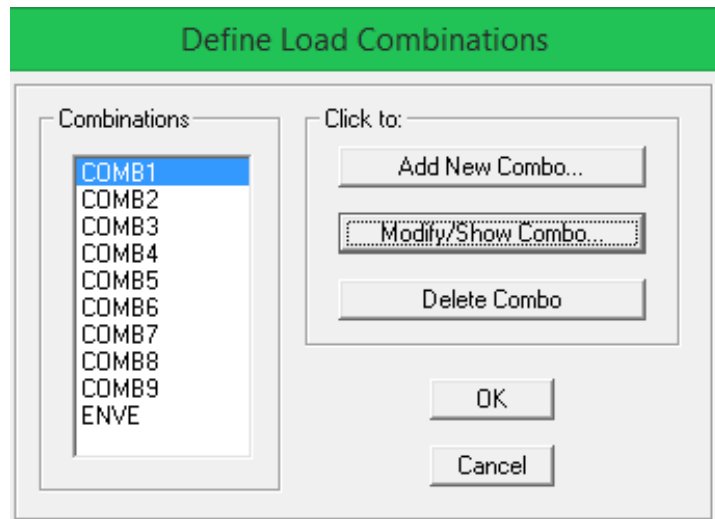 Define Load Combinations
Combinations
COMB1
COMB2
COMB3
COMB4
COMB5
COMB6
COMB7
COMB8
COMB9
ENVE
Click to:
Add New Combo...
Modify/Show Combo...
Delete Combo
OK
Cancel